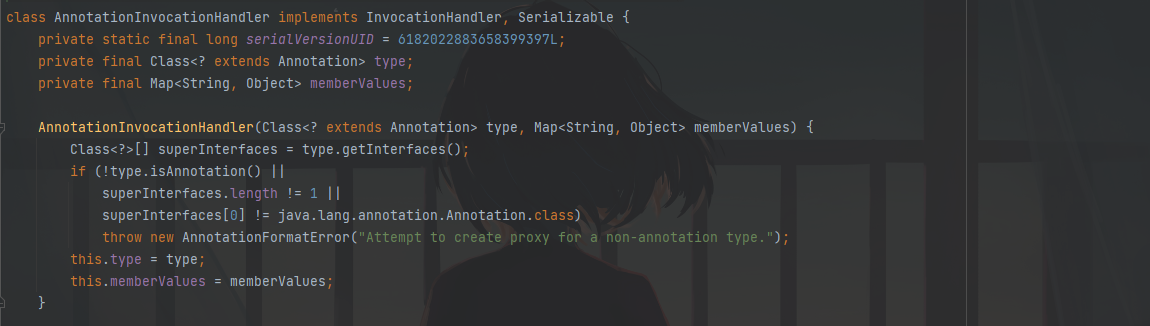 class AnnotationInvocationHandler implements InvocationHandler, Serializable {
    private static final long serialVersionUID = 6182022883658399397L;
    private final Class<? extends Annotation> type;
    private final Map<String, Object> memberValues;

    AnnotationInvocationHandler(Class<? extends Annotation> type, Map<String, Object> memberValues) {
        Class<?>[] superInterfaces = type.getInterfaces();
        if (!type.isAnnotation() ||
            superInterfaces.length != 1 ||
            superInterfaces[0] != java.lang.annotation.Annotation.class)
            throw new AnnotationFormatError("Attempt to create proxy for a non-annotation type.");
        this.type = type;
        this.memberValues = memberValues;
    }